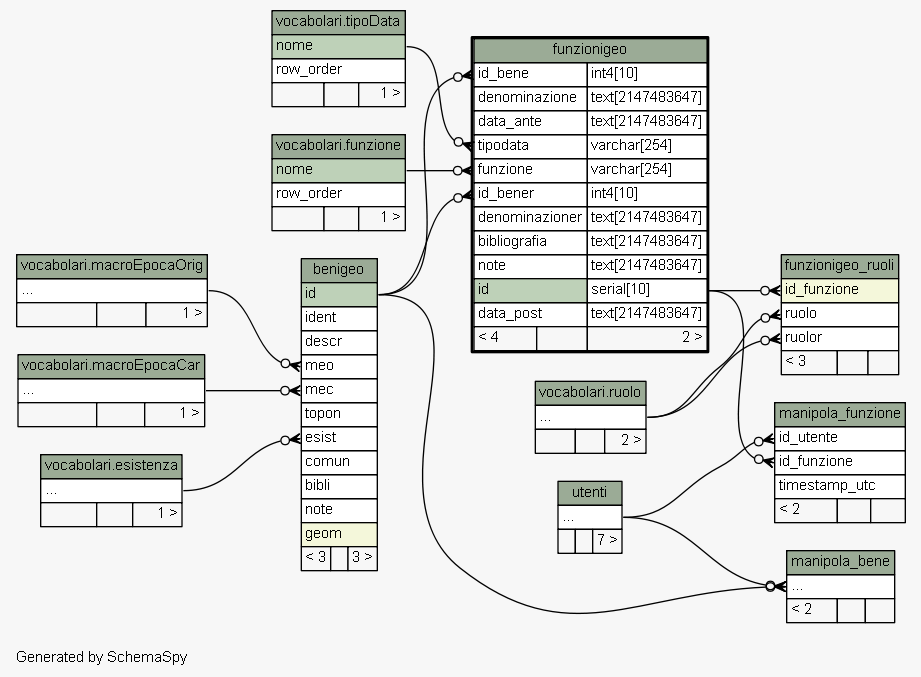 vocabolari.tipoData
nome
row_order
1 >
vocabolari.funzione
nome
row_order
1 >
funzionigeo
id_bene int4[10]
denominazione text[2147483647]
data_ante text[2147483647]
tipodata varchar[254]
funzione varchar[254]
id_bener int4[10]
denominazioner text[2147483647]
bibliografia text[2147483647]
note text[2147483647]
id serial[10]
data_post text[2147483647]
< 4 2 >
vocabolari.macroEpocaOrig
...
1 >
vocabolari.macroEpocaCar
...
1 >
vocabolari.esistenza
...
1 >
benigeo
id
ident
descr
meo
mec
topon
esist
comun
bibli
note
geom
< 3 3 >
funzionigeo_ruoli
id_funzione
ruolo
ruolor
< 3
vocabolari.ruolo
...
2 >
manipola_funzione
id_utente
id_funzione
timestamp_utc
< 2
utenti
...
7 >
manipola_bene
...
< 2
Generated by SchemaSpy